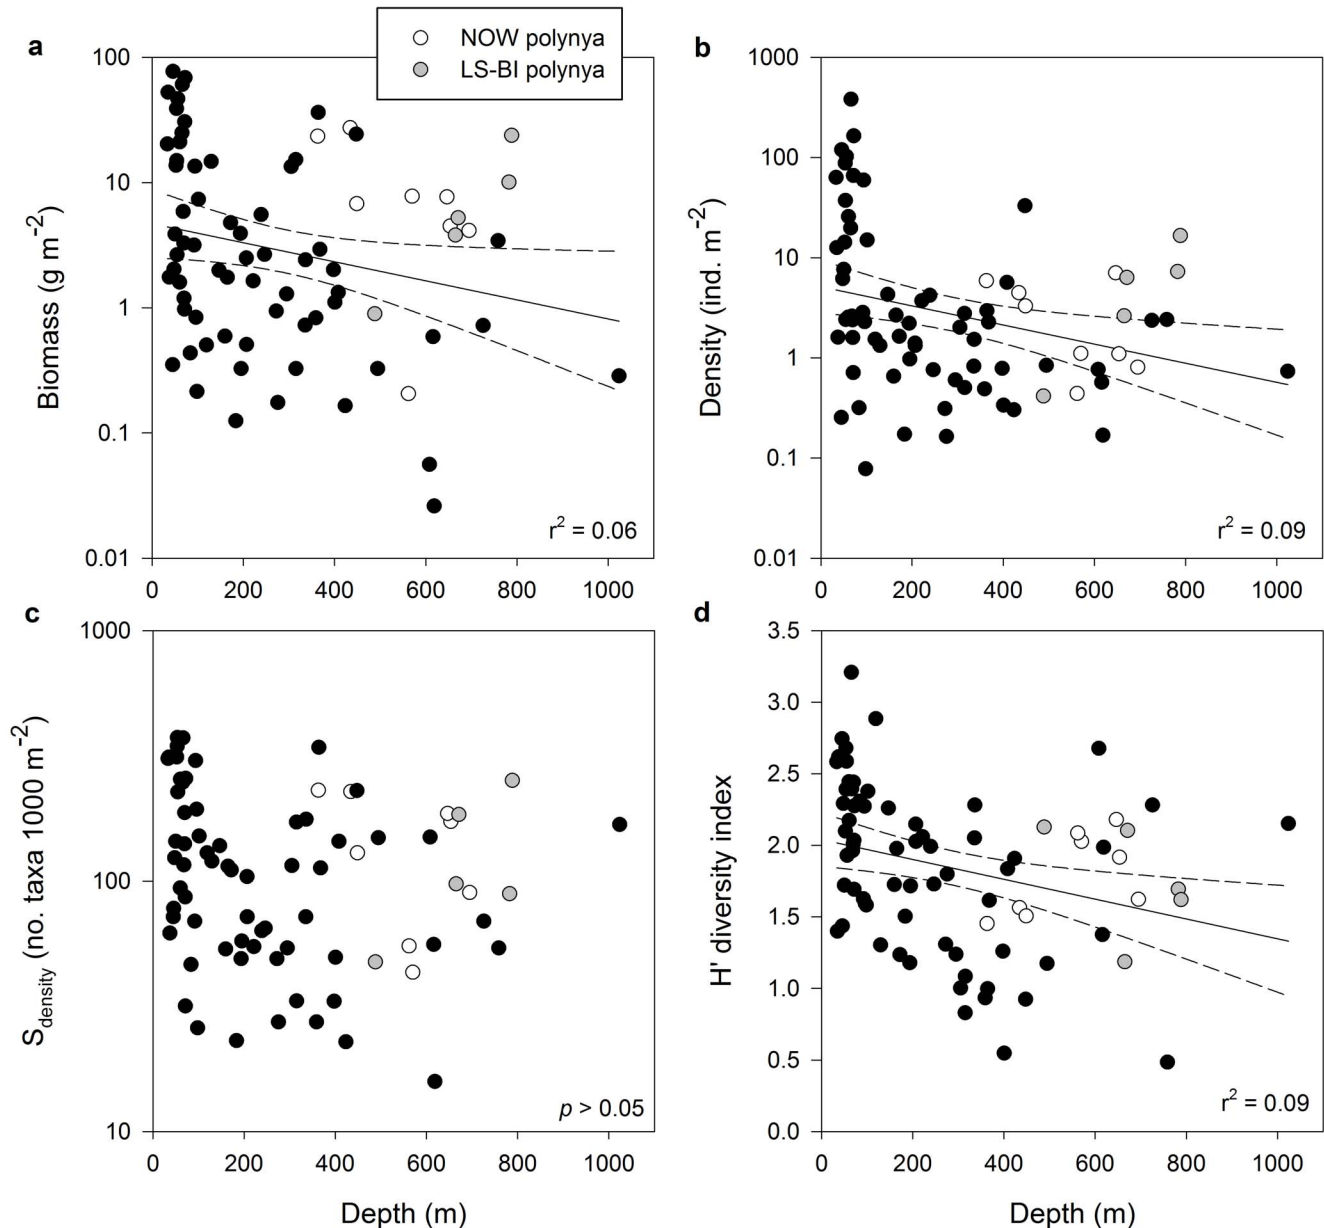 NOW polynya
LS-BI polynya
a
100
10
1
0.1
0.01
Biomass (g m⁻²)
r² = 0.06
0 200 400 600 800 1000
b
1000
100
10
1
0.1
0.01
Density (ind. m⁻²)
r² = 0.09
0 200 400 600 800 1000
c
1000
100
10
S_density (no. taxa 1000 m⁻²)
p > 0.05
0 200 400 600 800 1000
Depth (m)
d
3.5
3.0
2.5
2.0
1.5
1.0
0.5
0.0
H' diversity index
r² = 0.09
0 200 400 600 800 1000
Depth (m)